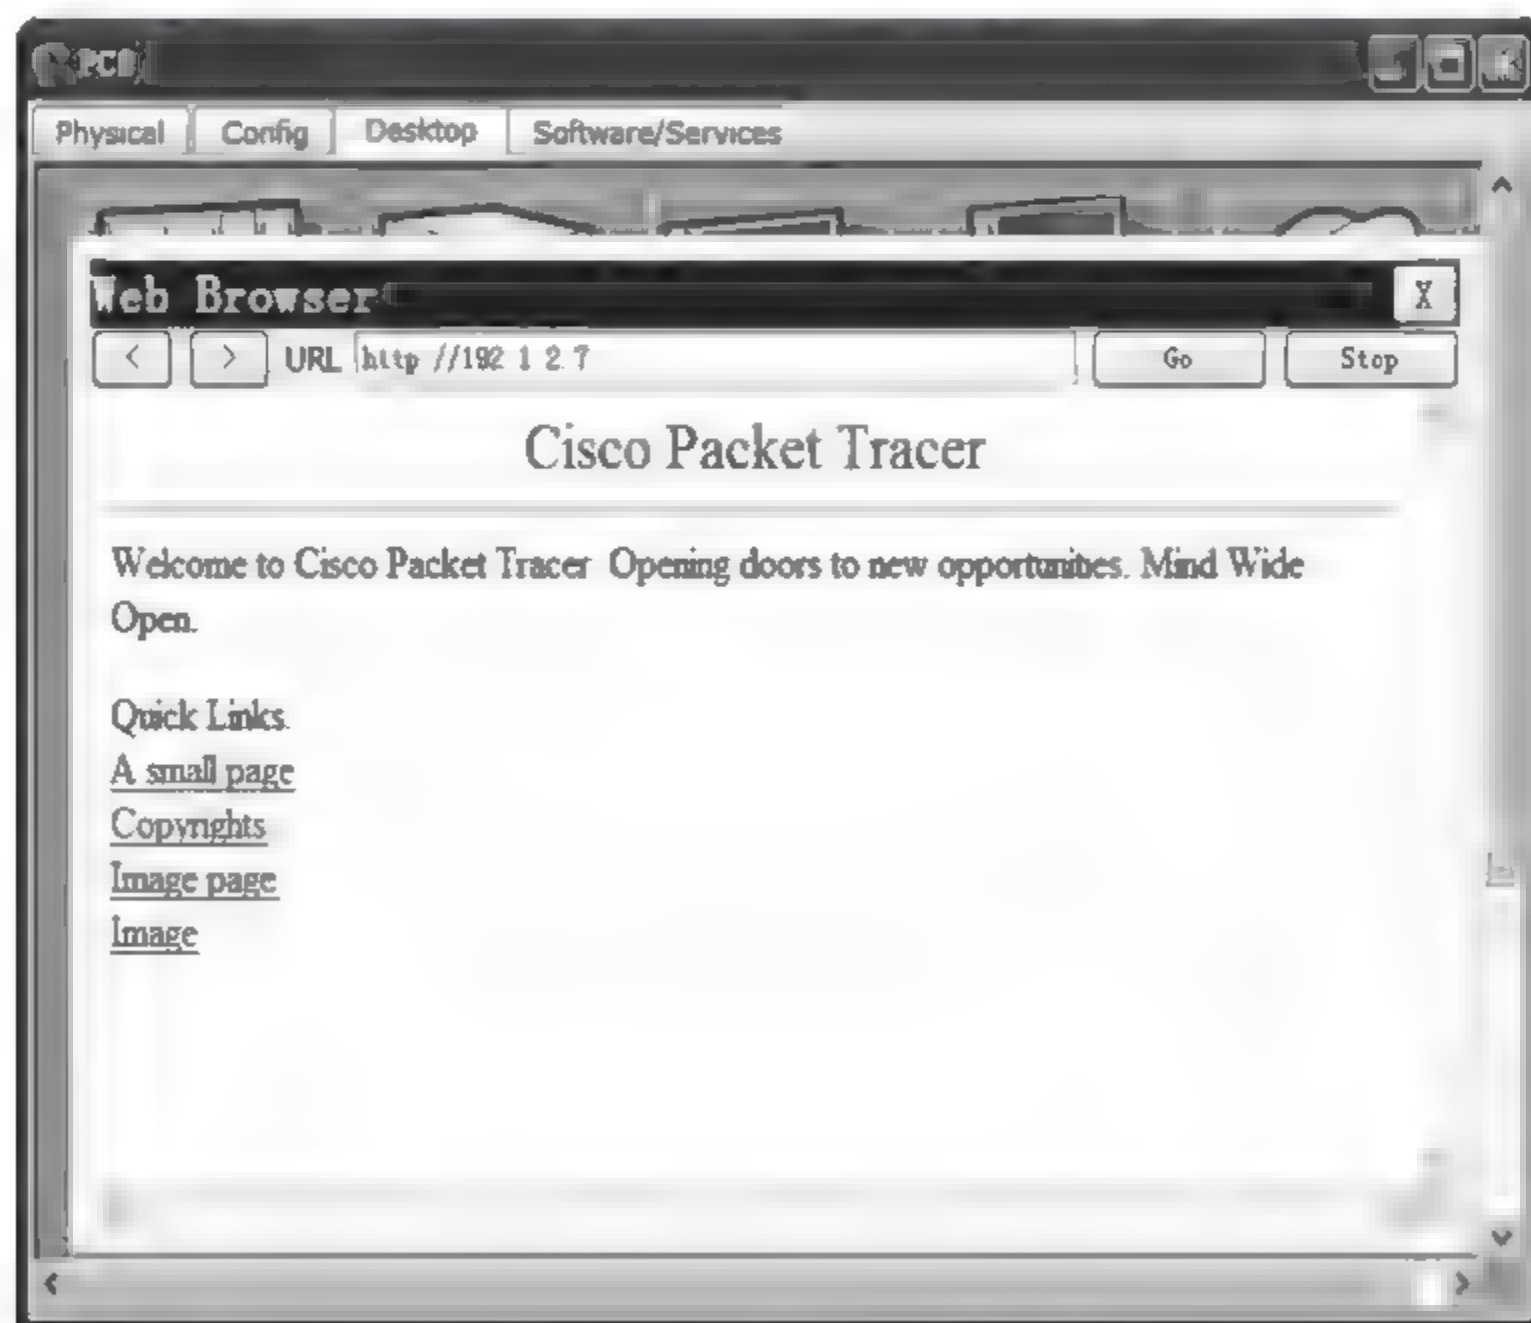 PC0
Physical Config Desktop Software/Services
Web Browser X
< > URL http //192 1 2 7 Go Stop
Cisco Packet Tracer
Welcome to Cisco Packet Tracer Opening doors to new opportunities. Mind Wide
Open.
Quick Links.
A small page
Copyrights
Image page
Image